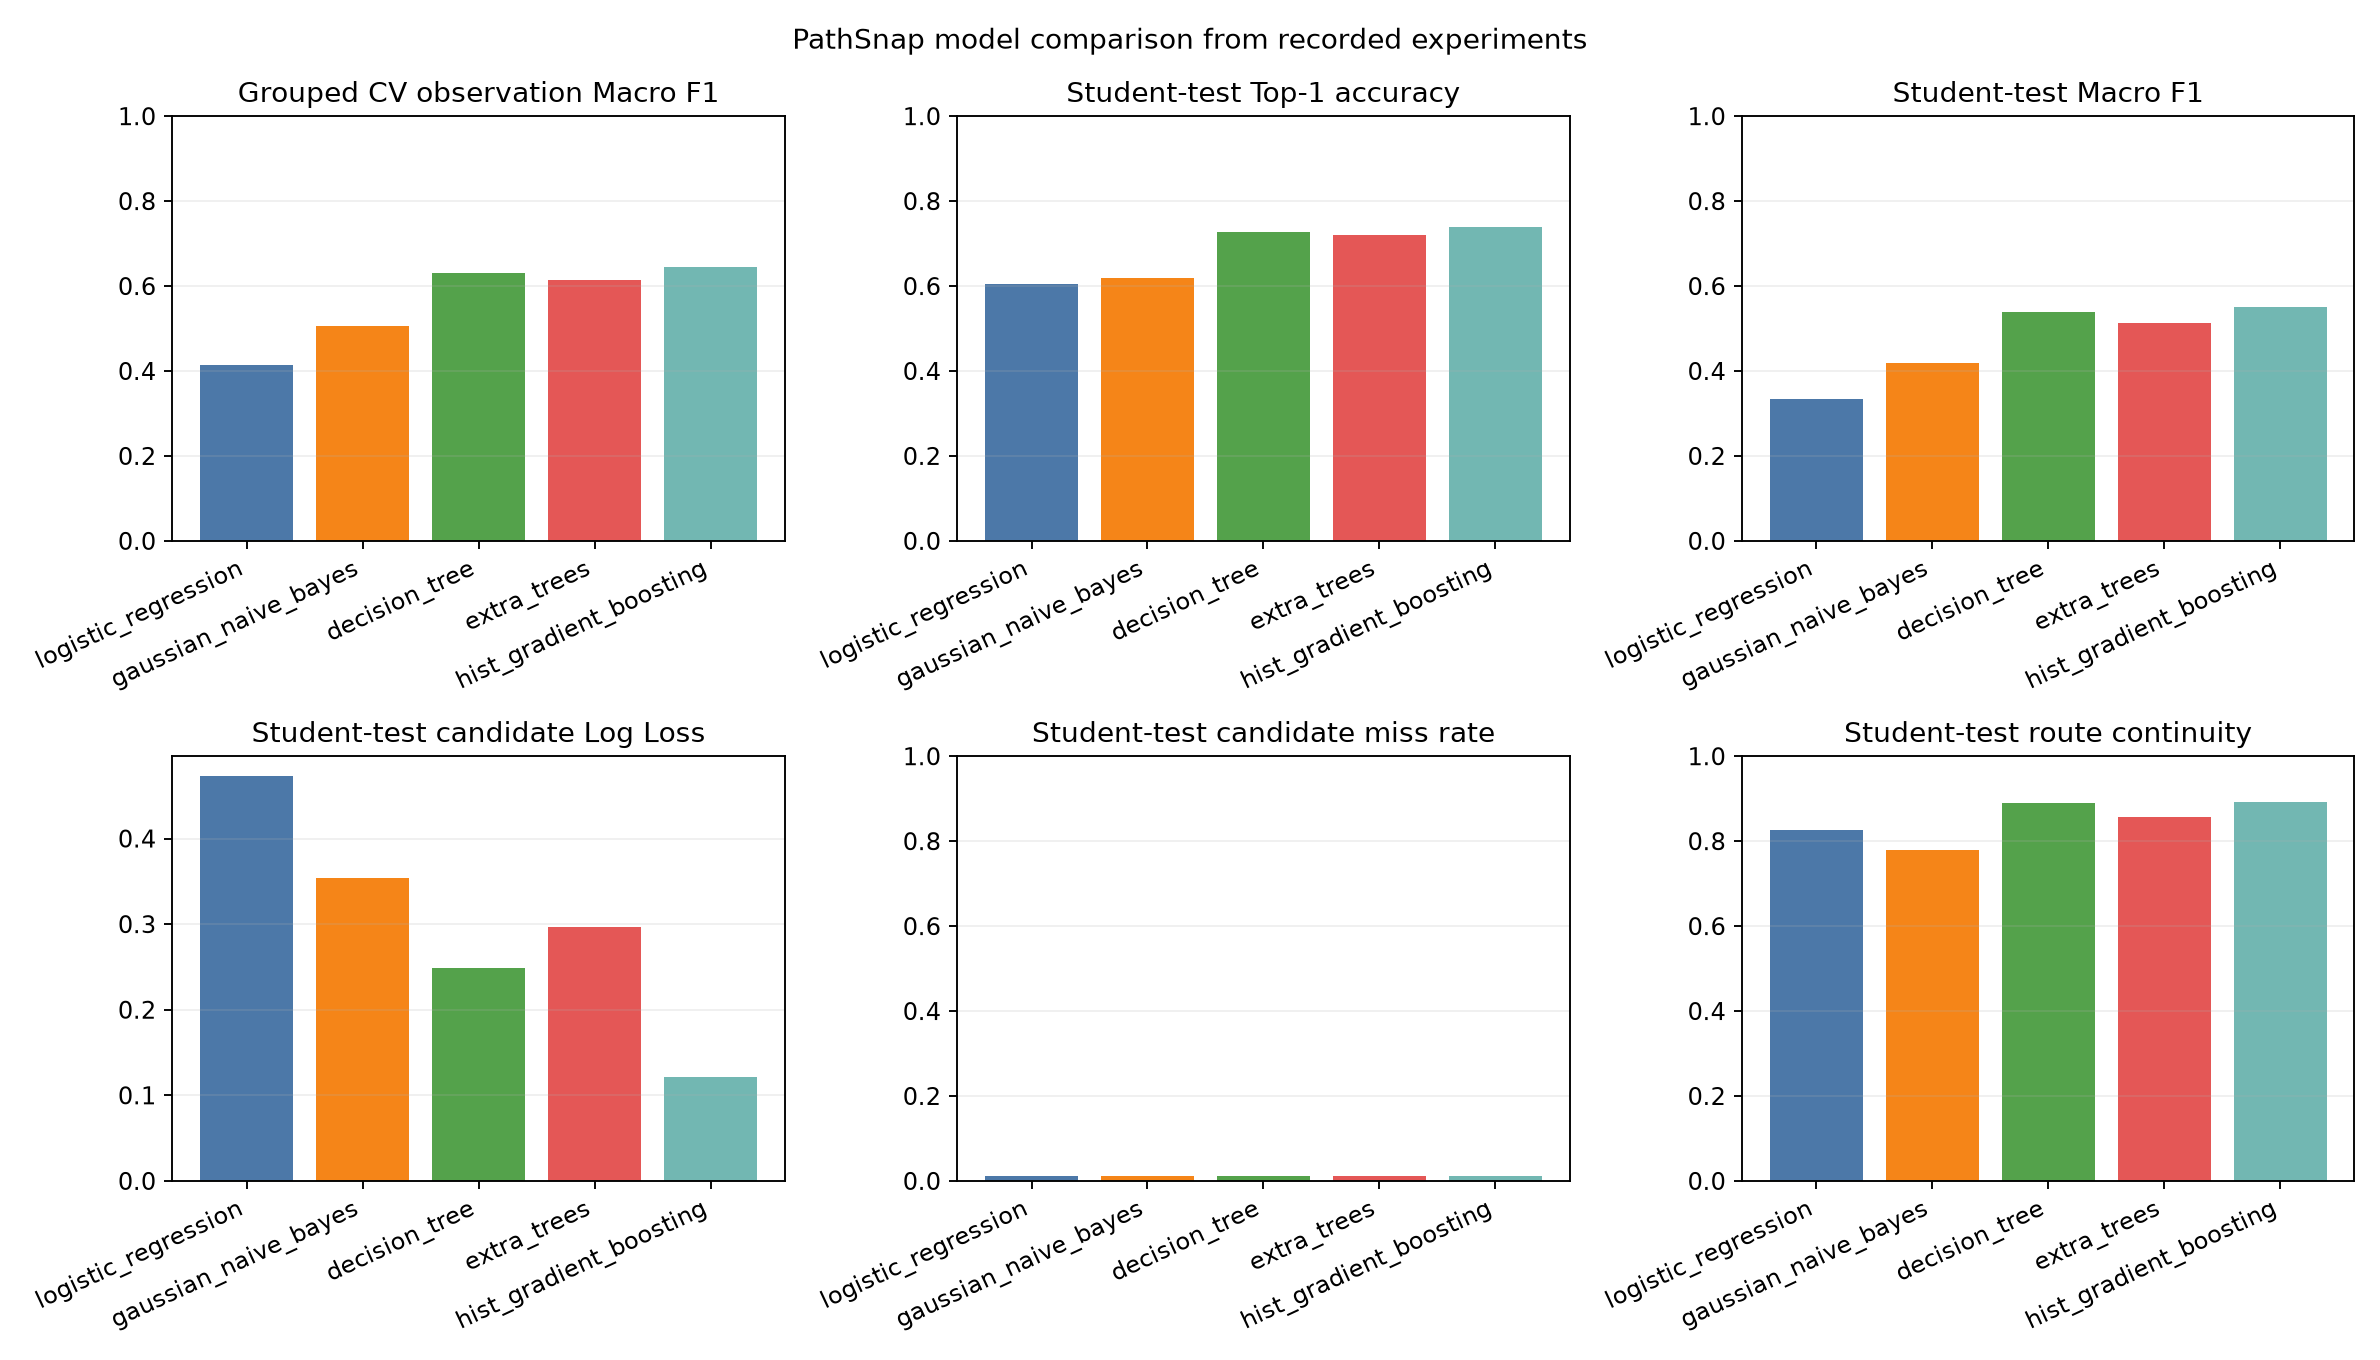 PathSnap model comparison from recorded experiments
Grouped CV observation Macro F1
1.0
0.8
0.6
0.4
0.2
0.0
logistic_regression
gaussian_naive_bayes
decision_tree
extra_trees
hist_gradient_boosting
Student-test Top-1 accuracy
1.0
0.8
0.6
0.4
0.2
0.0
logistic_regression
gaussian_naive_bayes
decision_tree
extra_trees
hist_gradient_boosting
Student-test Macro F1
1.0
0.8
0.6
0.4
0.2
0.0
logistic_regression
gaussian_naive_bayes
decision_tree
extra_trees
hist_gradient_boosting
Student-test candidate Log Loss
0.4
0.3
0.2
0.1
0.0
logistic_regression
gaussian_naive_bayes
decision_tree
extra_trees
hist_gradient_boosting
Student-test candidate miss rate
1.0
0.8
0.6
0.4
0.2
0.0
logistic_regression
gaussian_naive_bayes
decision_tree
extra_trees
hist_gradient_boosting
Student-test route continuity
1.0
0.8
0.6
0.4
0.2
0.0
logistic_regression
gaussian_naive_bayes
decision_tree
extra_trees
hist_gradient_boosting